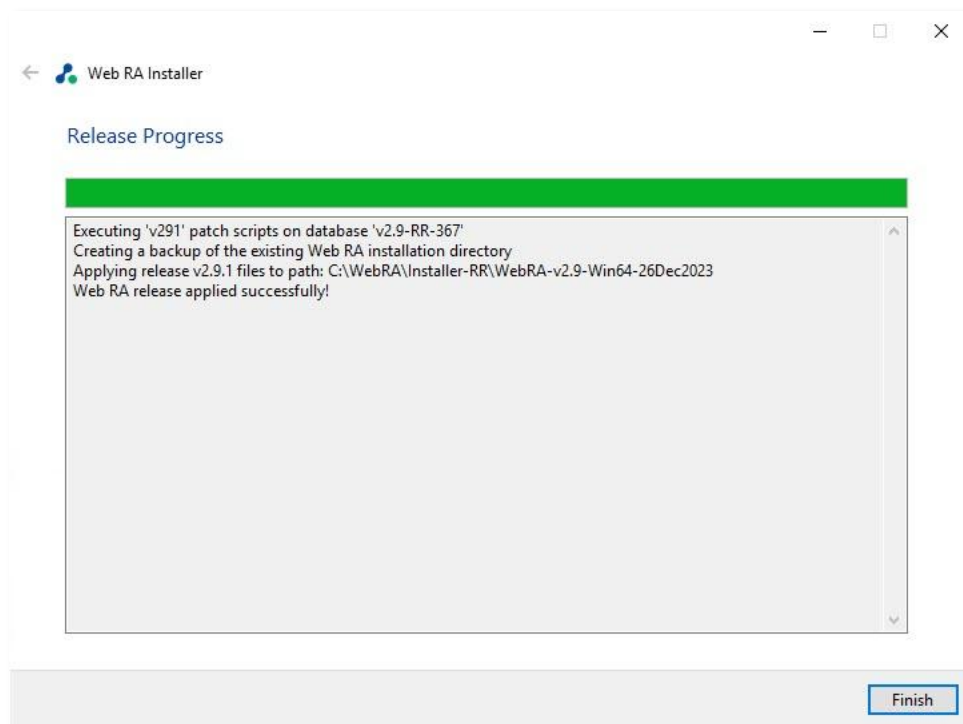 Web RA Installer
Release Progress
Executing 'v291' patch scripts on database 'v2.9-RR-367'
Creating a backup of the existing Web RA installation directory
Applying release v2.9.1 files to path: C:\WebRA\Installer-RR\WebRA-v2.9-Win64-26Dec2023
Web RA release applied successfully!
Finish